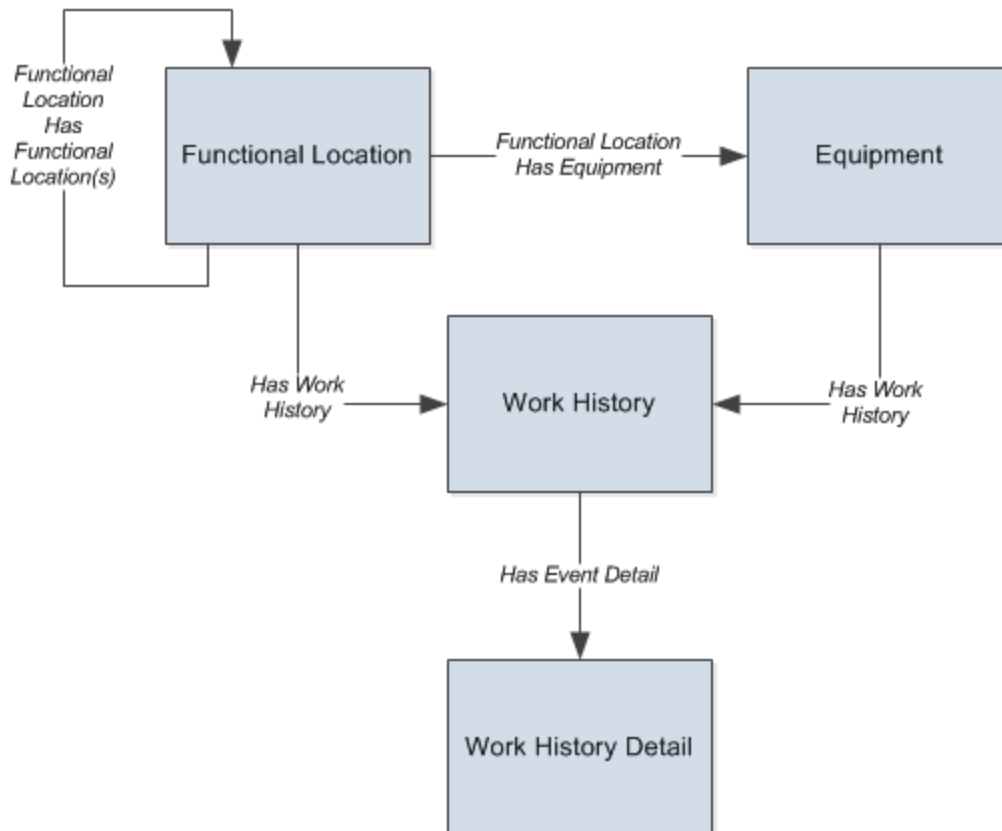 Functional
Location
Has
Functional
Location(s)
Functional Location
Functional Location
Has Equipment
Equipment
Has Work
History
Work History
Has Work
History
Has Event Detail
Work History Detail